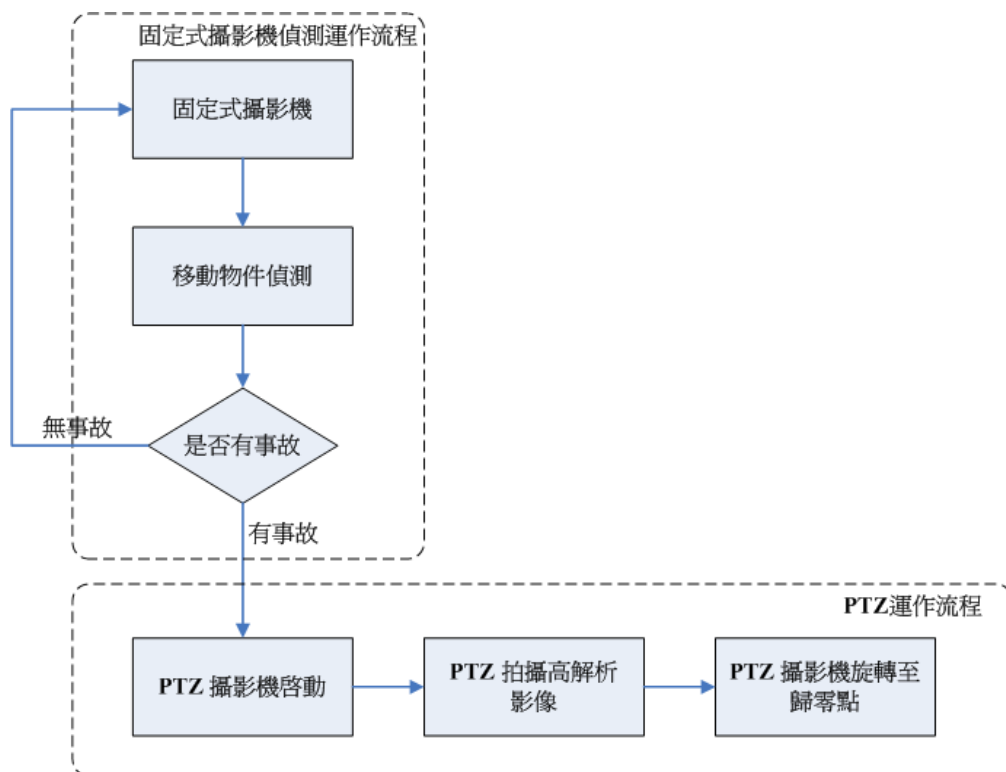 固定式攝影機偵測運作流程
固定式攝影機
移動物件偵測
是否有事故
無事故
有事故
PTZ運作流程
PTZ 攝影機啓動
PTZ 拍攝高解析
影像
PTZ 攝影機旋轉至
歸零點